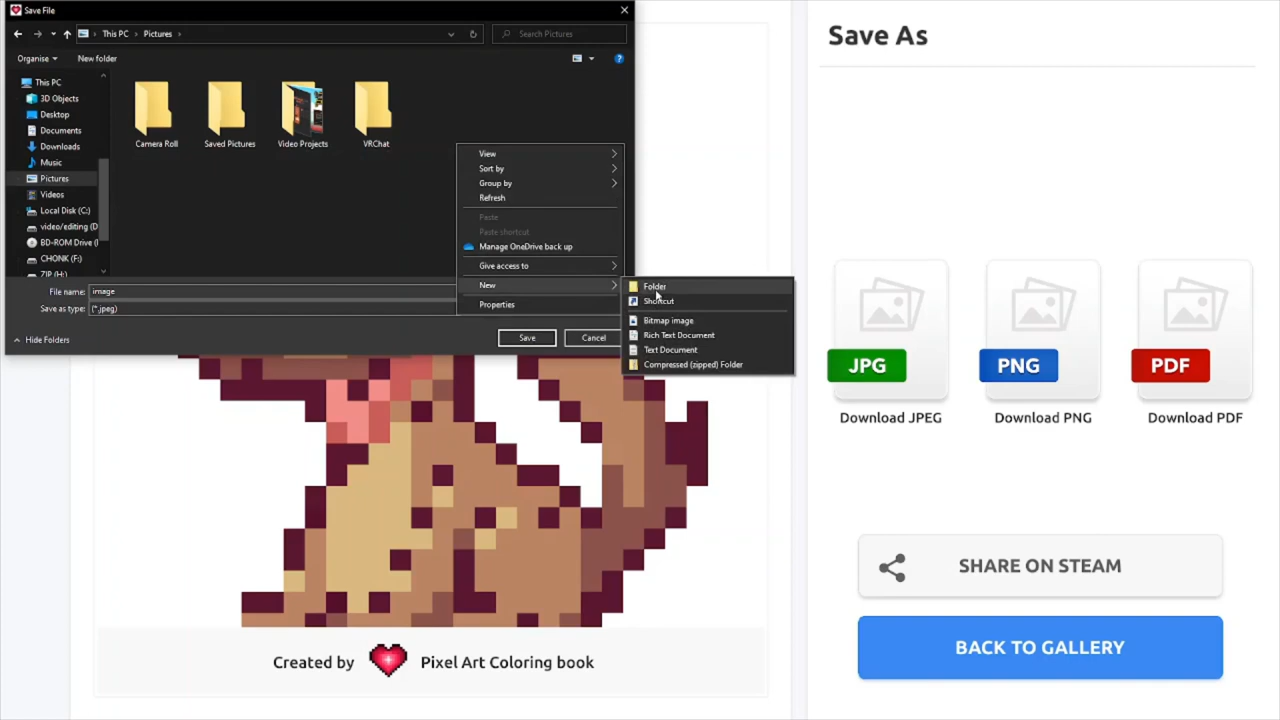 Save File
This PC
Pictures
Search Pictures
Organise
New folder
This PC
3D Objects
Desktop
Documents
Downloads
Music
Pictures
Videos
Local Disk (C:)
video/editing (D
BD-ROM Drive (I
CHONK (F:)
ZIP (H:)
Camera Roll
Saved Pictures
Video Projects
VRChat
File name: image
Save as type: (*.jpeg)
Hide Folders
Save
Cancel
View
Sort by
Group by
Refresh
Paste
Paste shortcut
Manage OneDrive back up
Give access to
New
Properties
Folder
Shortcut
Bitmap image
Rich Text Document
Text Document
Compressed (zipped) Folder
Created by Pixel Art Coloring book
Save As
JPG
PNG
PDF
Download JPEG
Download PNG
Download PDF
SHARE ON STEAM
BACK TO GALLERY